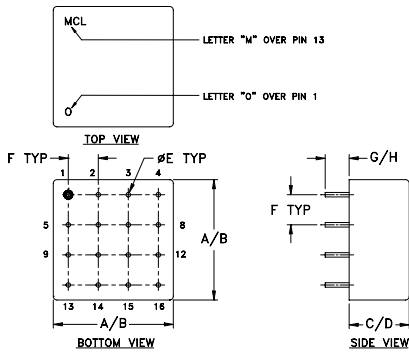 MCL
LETTER "M" OVER PIN 13
O
LETTER "O" OVER PIN 1
TOP VIEW
F TYP
ØE TYP
G/H
1 2 3 4
F TYP
5 8
A/B
9 12
13 14 15 16
A/B
C/D
BOTTOM VIEW
SIDE VIEW